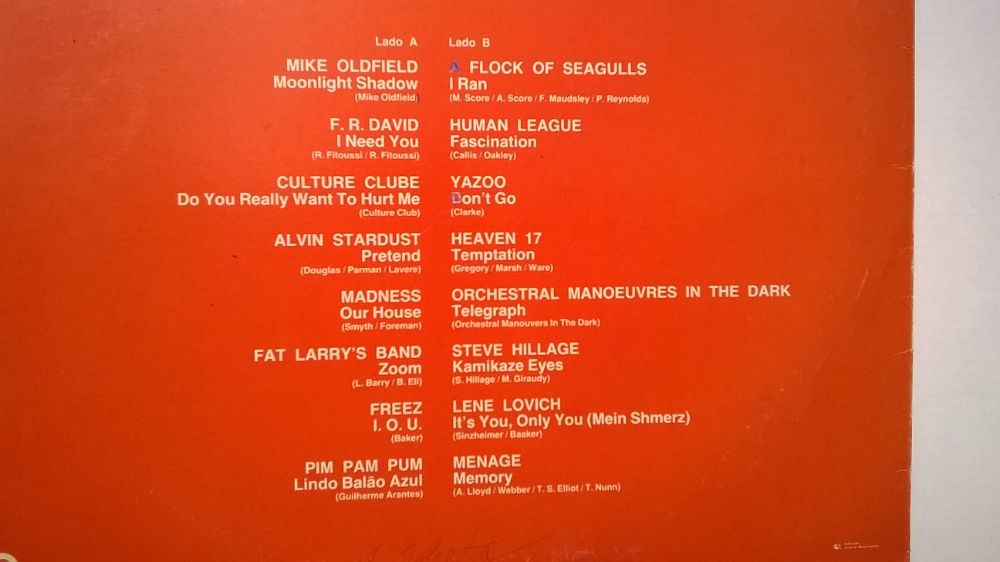 Lado A
MIKE OLDFIELD
Moonlight Shadow
(Mike Oldfield)
F. R. DAVID
I Need You
(R. Fitoussi / R. Fitoussi)
CULTURE CLUBE
Do You Really Want To Hurt Me
(Culture Club)
ALVIN STARDUST
Pretend
(Douglas / Parman / Lavere)
MADNESS
Our House
(Smyth / Foreman)
FAT LARRY'S BAND
Zoom
(L. Barry / B. Eli)
FREEZ
I. O. U.
(Baker)
PIM PAM PUM
Lindo Balão Azul
(Guilherme Arantes)
Lado B
A FLOCK OF SEAGULLS
I Ran
(M. Score / A. Score / F. Maudsley / P. Reynolds)
HUMAN LEAGUE
Fascination
(Callis / Oakley)
YAZOO
Don't Go
(Clarke)
HEAVEN 17
Temptation
(Gregory / Marsh / Ware)
ORCHESTRAL MANOEUVRES IN THE DARK
Telegraph
(Orchestral Manouvers In The Dark)
STEVE HILLAGE
Kamikaze Eyes
(S. Hillage / M. Giraudy)
LENE LOVICH
It's You, Only You (Mein Shmerz)
(Sinzheimer / Baaker)
MENAGE
Memory
(A. Lloyd / Webber / T. S. Elliot / T. Nunn)